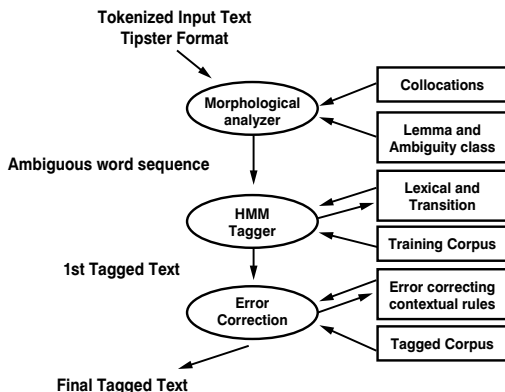 Tokenized Input Text
Tipster Format
Morphological
analyzer
Collocations
Lemma and
Ambiguity class
Ambiguous word sequence
HMM
Tagger
Lexical and
Transition
Training Corpus
1st Tagged Text
Error
Correction
Error correcting
contextual rules
Tagged Corpus
Final Tagged Text